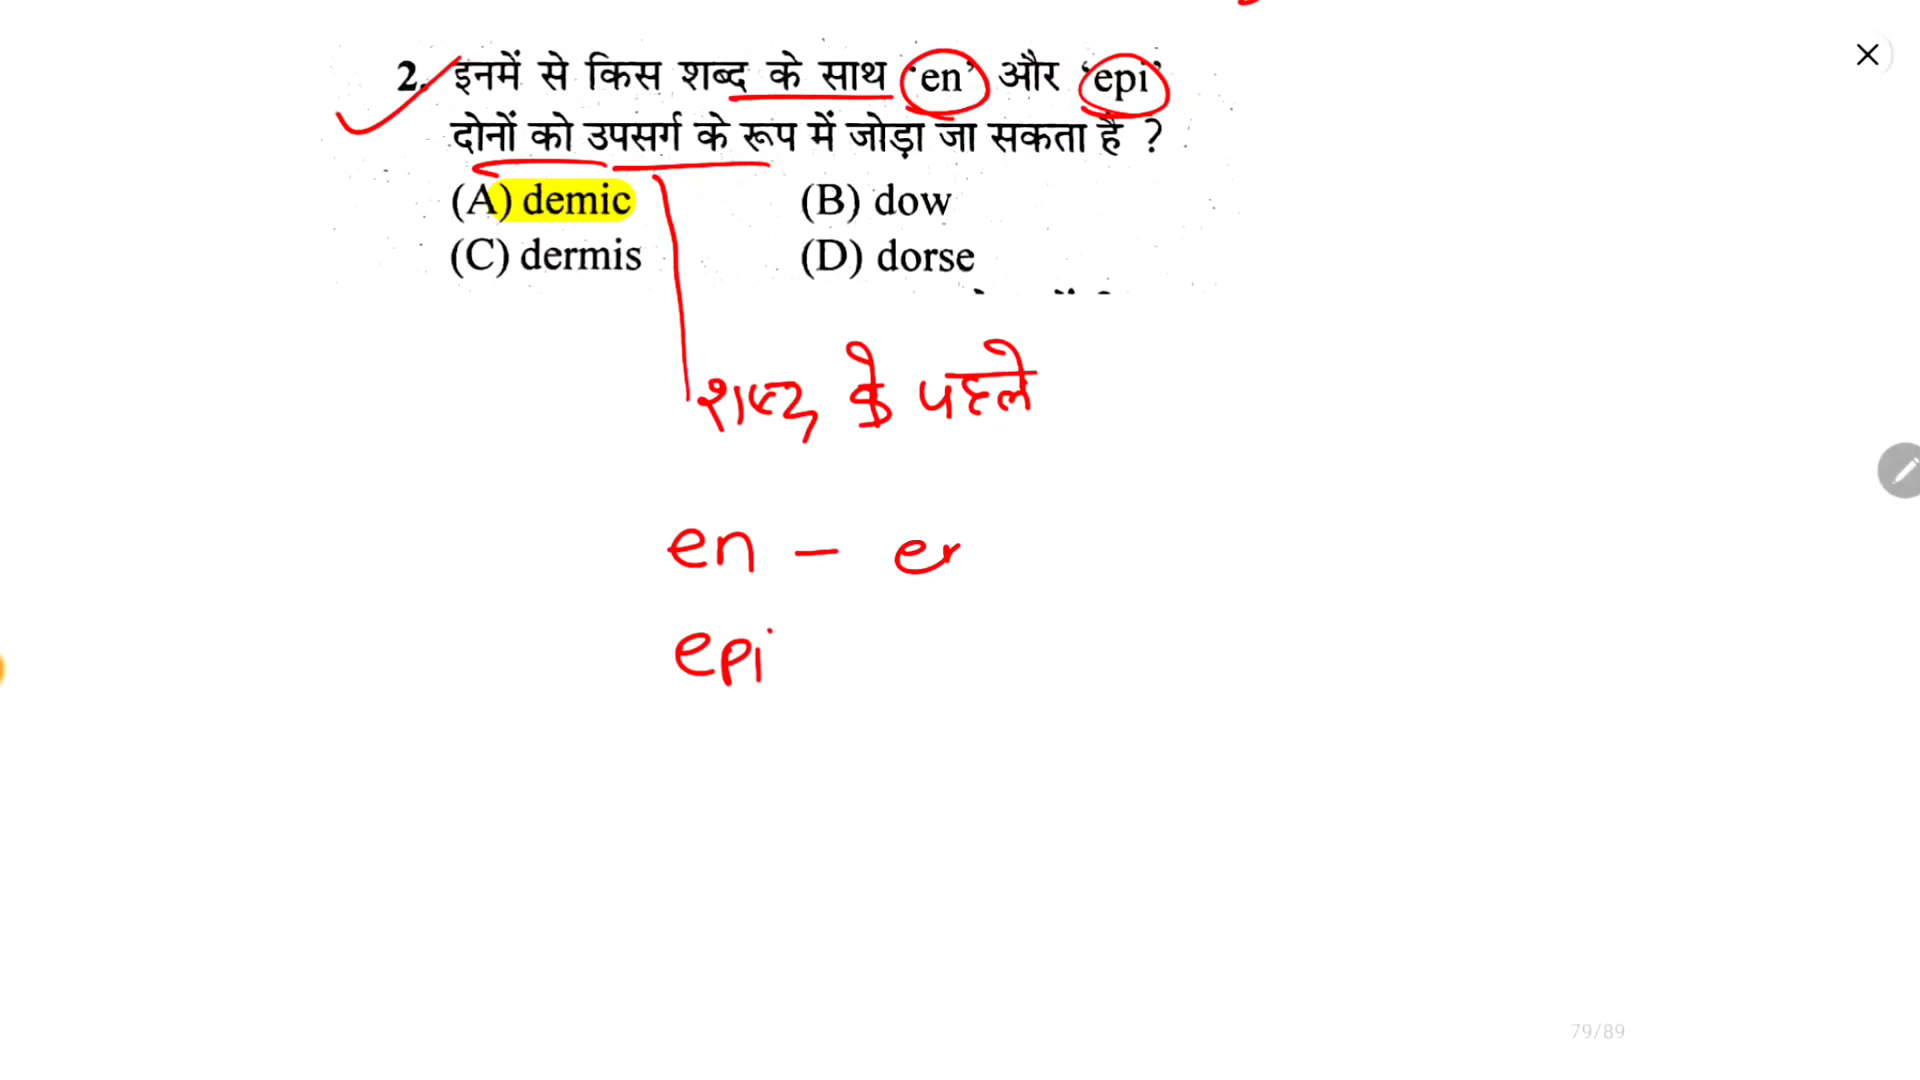 2. इनमें से किस शब्द के साथ ‘en’ और ‘epi’
दोनों को उपसर्ग के रूप में जोड़ा जा सकता है ?
(A) demic (B) dow
(C) dermis (D) dorse
शब्द के पहले
en – er
epi
79/89